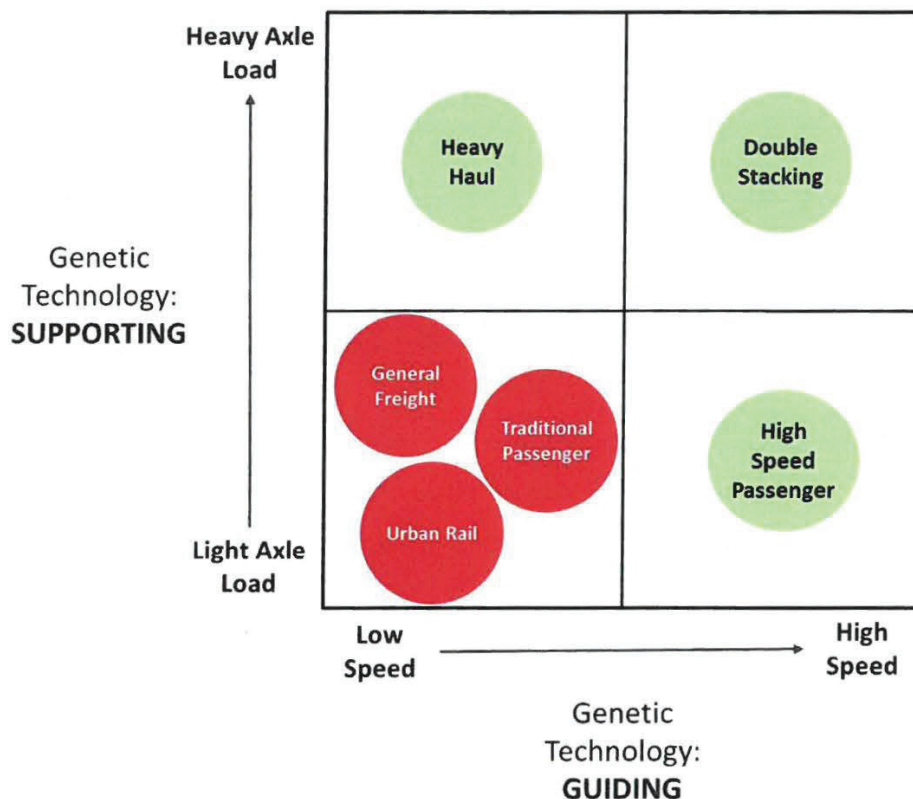 Heavy Axle
Load
Heavy
Haul
Double
Stacking
Genetic
Technology:
SUPPORTING
General
Freight
Traditional
Passenger
High
Speed
Passenger
Urban Rail
Light Axle
Load
Low
Speed
High
Speed
Genetic
Technology:
GUIDING